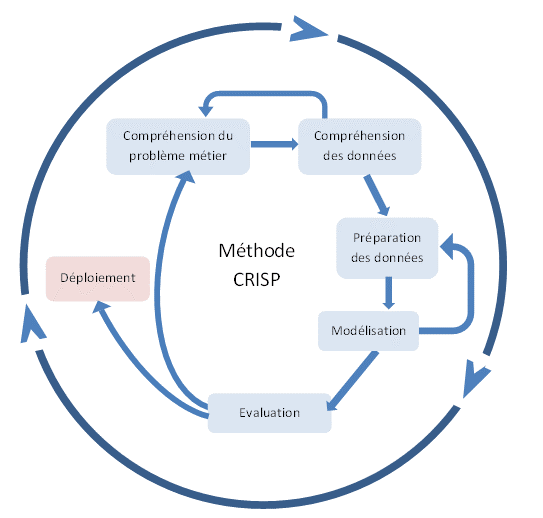 Compréhension du
problème métier
Compréhension
des données
Préparation
des données
Méthode
CRISP
Déploiement
Modélisation
Evaluation